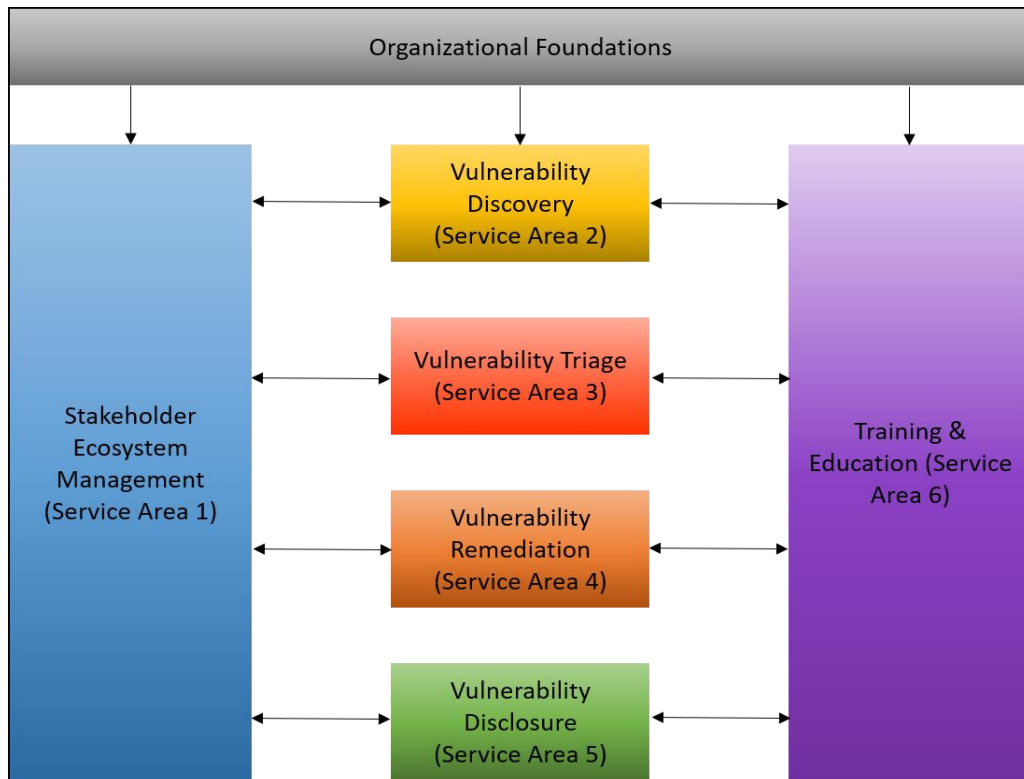 Organizational Foundations
Vulnerability
Discovery
(Service Area 2)
Vulnerability Triage
(Service Area 3)
Stakeholder
Ecosystem
Management
(Service Area 1)
Training &
Education (Service
Area 6)
Vulnerability
Remediation
(Service Area 4)
Vulnerability
Disclosure
(Service Area 5)